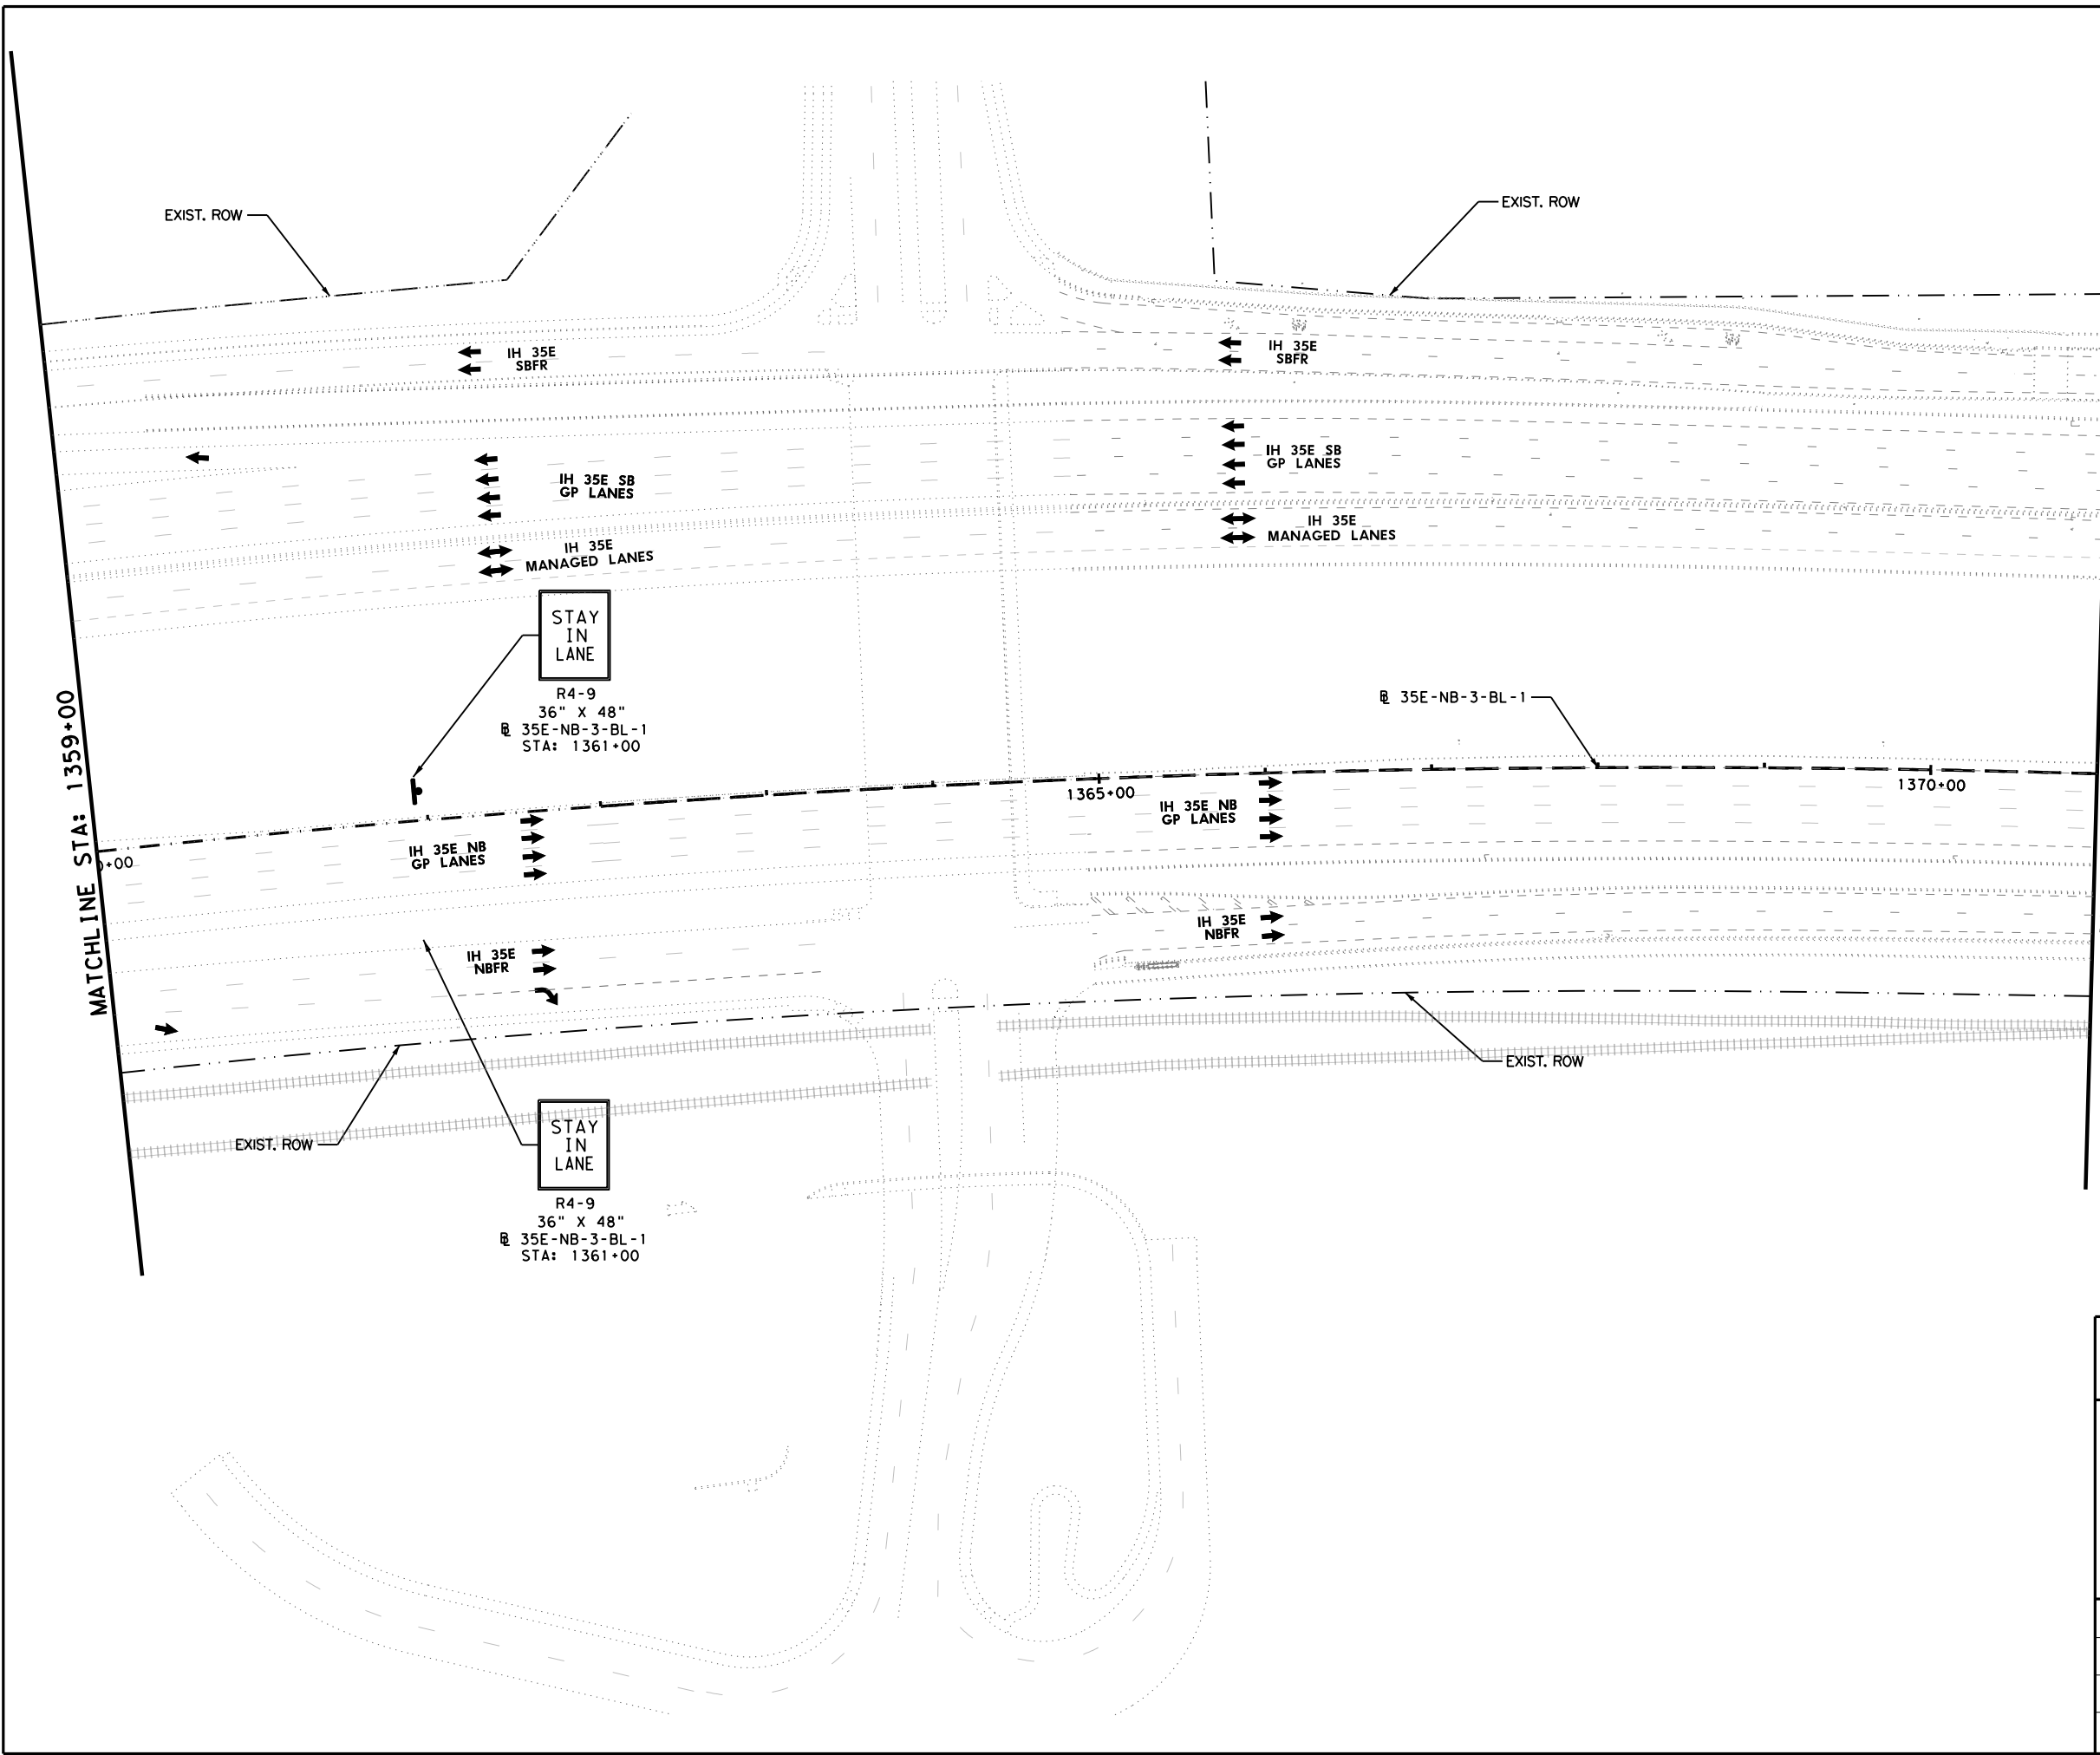 EXIST. ROW
EXIST. ROW
IH 35E
SBFR
IH 35E
SBFR
IH 35E SB
GP LANES
IH 35E SB
GP LANES
IH 35E
MANAGED LANES
IH 35E
MANAGED LANES
STAY
IN
LANE
R4-9
36" X 48"
℄ 35E-NB-3-BL-1
STA: 1361+00
℄ 35E-NB-3-BL-1
MATCHLINE STA: 1359+00
+00
1365+00
1370+00
IH 35E NB
GP LANES
IH 35E NB
GP LANES
IH 35E
NBFR
IH 35E
NBFR
EXIST. ROW
EXIST. ROW
STAY
IN
LANE
R4-9
36" X 48"
℄ 35E-NB-3-BL-1
STA: 1361+00